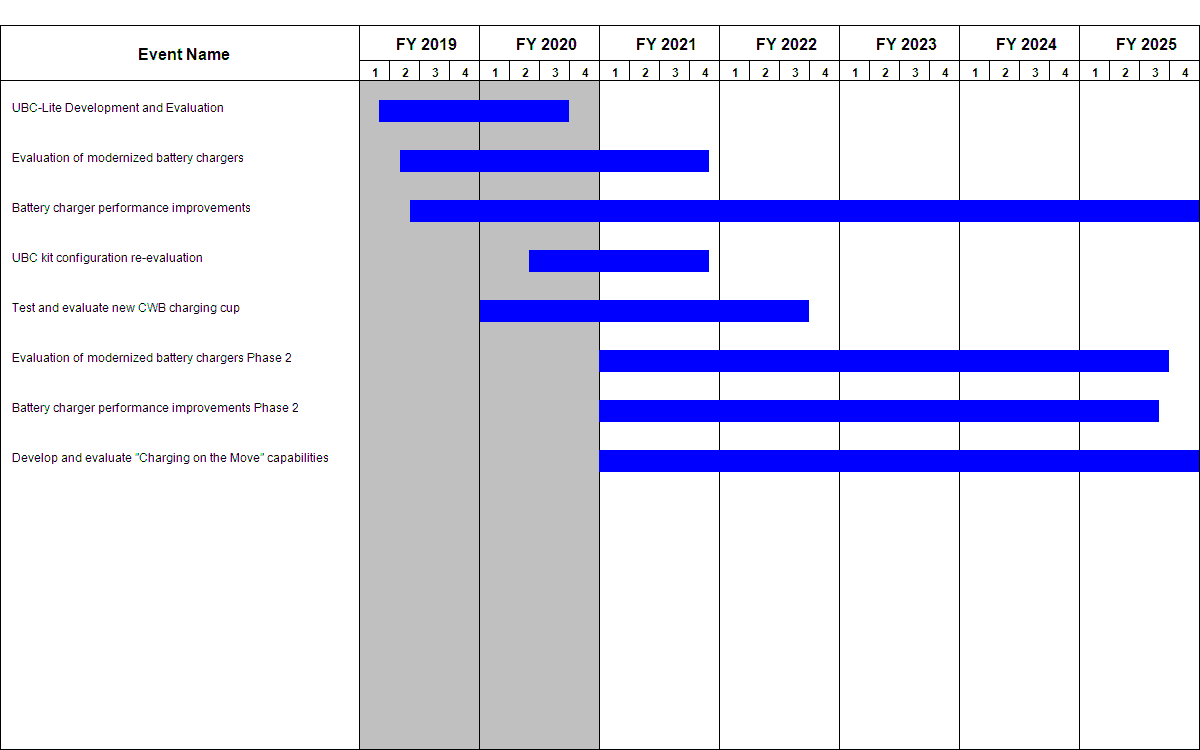 Event Name FY 2019 FY 2020 FY 2021 FY 2022 FY 2023 FY 2024 FY 2025
1 2 3 4 1 2 3 4 1 2 3 4 1 2 3 4 1 2 3 4 1 2 3 4 1 2 3 4
UBC-Lite Development and Evaluation
Evaluation of modernized battery chargers
Battery charger performance improvements
UBC kit configuration re-evaluation
Test and evaluate new CWB charging cup
Evaluation of modernized battery chargers Phase 2
Battery charger performance improvements Phase 2
Develop and evaluate "Charging on the Move" capabilities